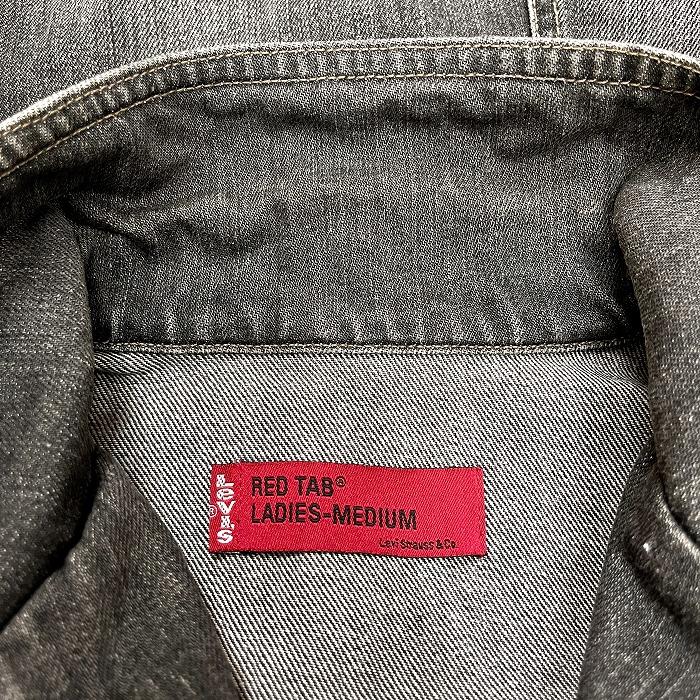 Levi's®
RED TAB®
LADIES-MEDIUM
Levi Strauss & Co.